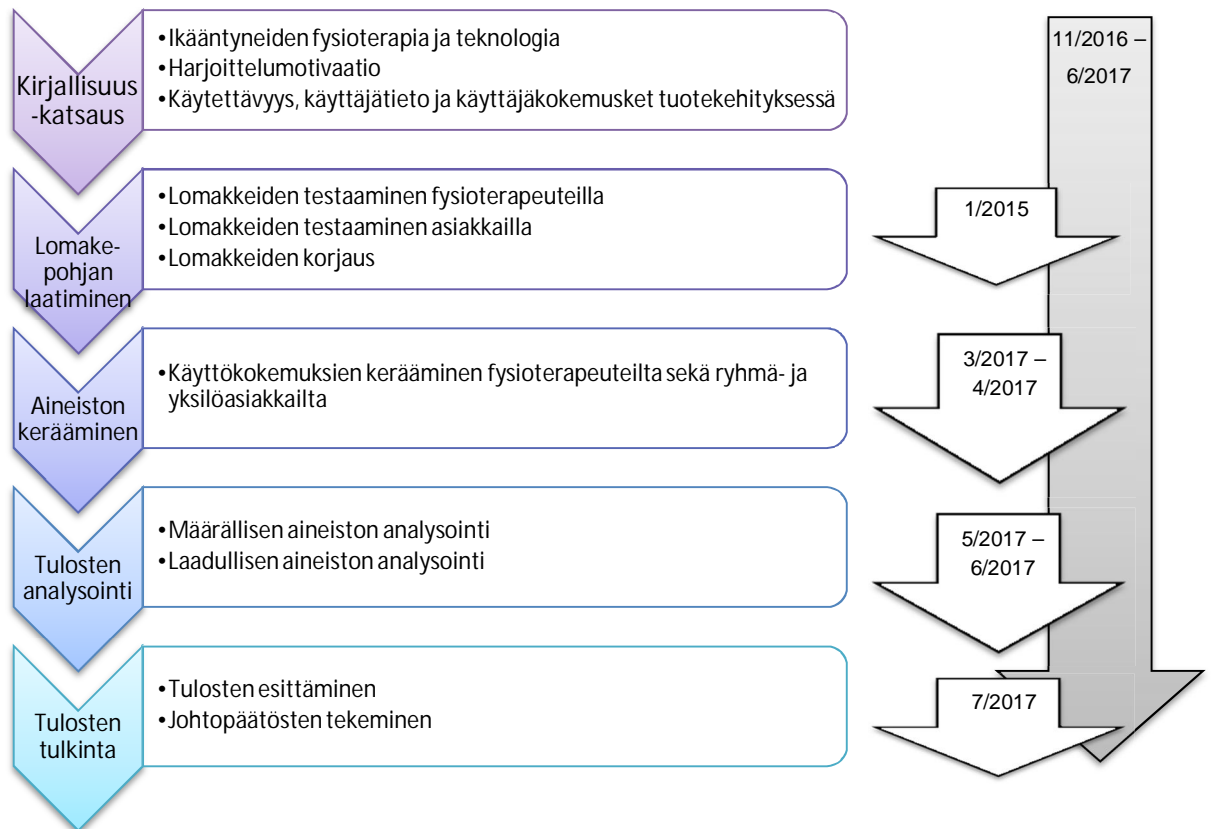 Kirjallisuus
-katsaus
•Ikääntyneiden fysioterapia ja teknologia
•Harjoittelumotivaatio
•Käytettävyys, käyttäjätieto ja käyttäjäkokemusket tuotekehityksessä
11/2016 –
6/2017
Lomake-
pohjan
laatiminen
•Lomakkeiden testaaminen fysioterapeuteilla
•Lomakkeiden testaaminen asiakkailla
•Lomakkeiden korjaus
1/2015
Aineiston
kerääminen
•Käyttökokemuksien kerääminen fysioterapeuteilta sekä ryhmä- ja
yksilöasiakkailta
3/2017 –
4/2017
Tulosten
analysointi
•Määrällisen aineiston analysointi
•Laadullisen aineiston analysointi
5/2017 –
6/2017
Tulosten
tulkinta
•Tulosten esittäminen
•Johtopäätösten tekeminen
7/2017